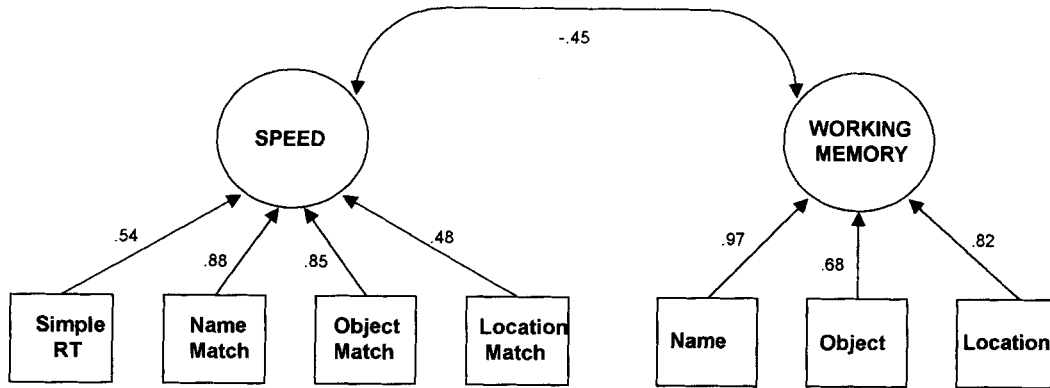 -.45
SPEED
WORKING
MEMORY
.54
.88
.85
.48
.97
.68
.82
Simple
RT
Name
Match
Object
Match
Location
Match
Name
Object
Location